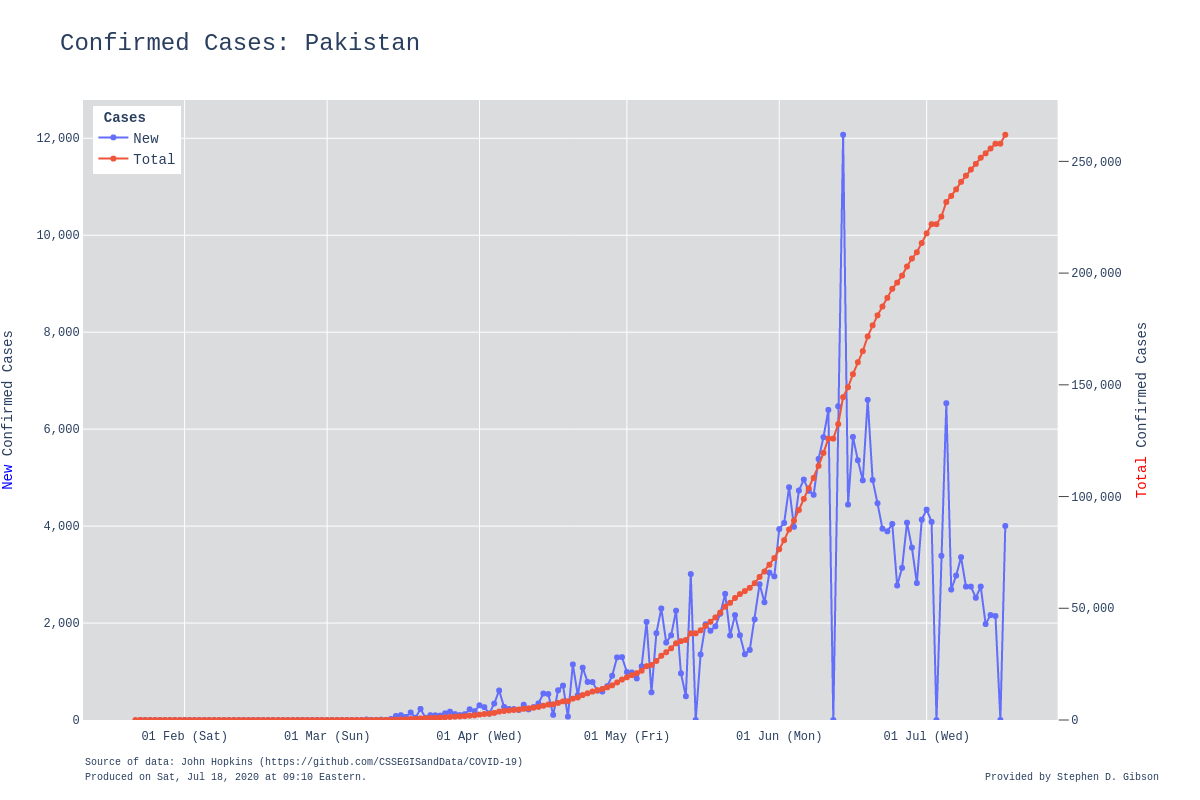 Confirmed Cases: Pakistan
Cases
New
Total
12,000
10,000
8,000
6,000
4,000
2,000
0
250,000
200,000
150,000
100,000
50,000
0
New Confirmed Cases
Total Confirmed Cases
01 Feb (Sat)
01 Mar (Sun)
01 Apr (Wed)
01 May (Fri)
01 Jun (Mon)
01 Jul (Wed)
Source of data: John Hopkins (https://github.com/CSSEGISandData/COVID-19)
Produced on Sat, Jul 18, 2020 at 09:10 Eastern.
Provided by Stephen D. Gibson